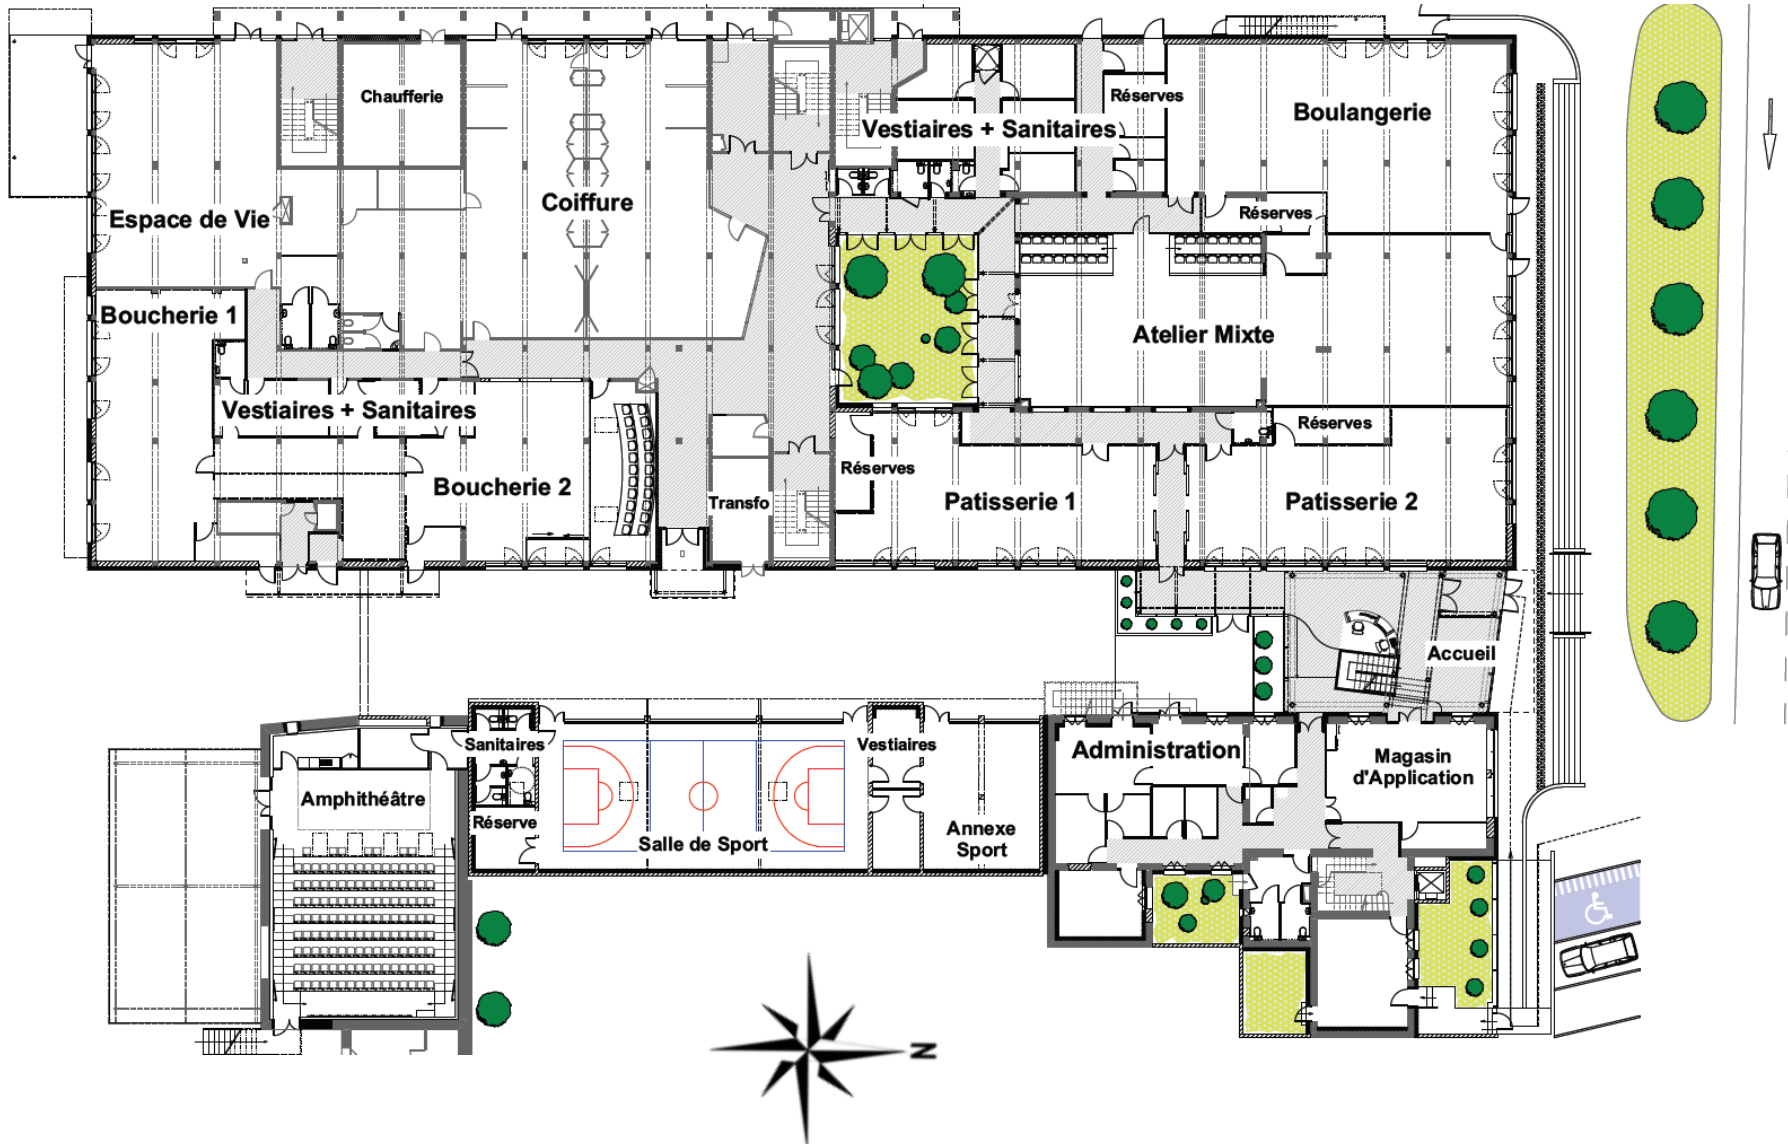 Chaufferie
Réserves
Boulangerie
Vestiaires + Sanitaires
Coiffure
Espace de Vie
Réserves
Boucherie 1
Atelier Mixte
Vestiaires + Sanitaires
Réserves
Réserves
Boucherie 2
Transfo
Patisserie 1
Patisserie 2
Accueil
Sanitaires
Vestiaires
Administration
Magasin
d'Application
Amphithéâtre
Réserve
Salle de Sport
Annexe
Sport
N